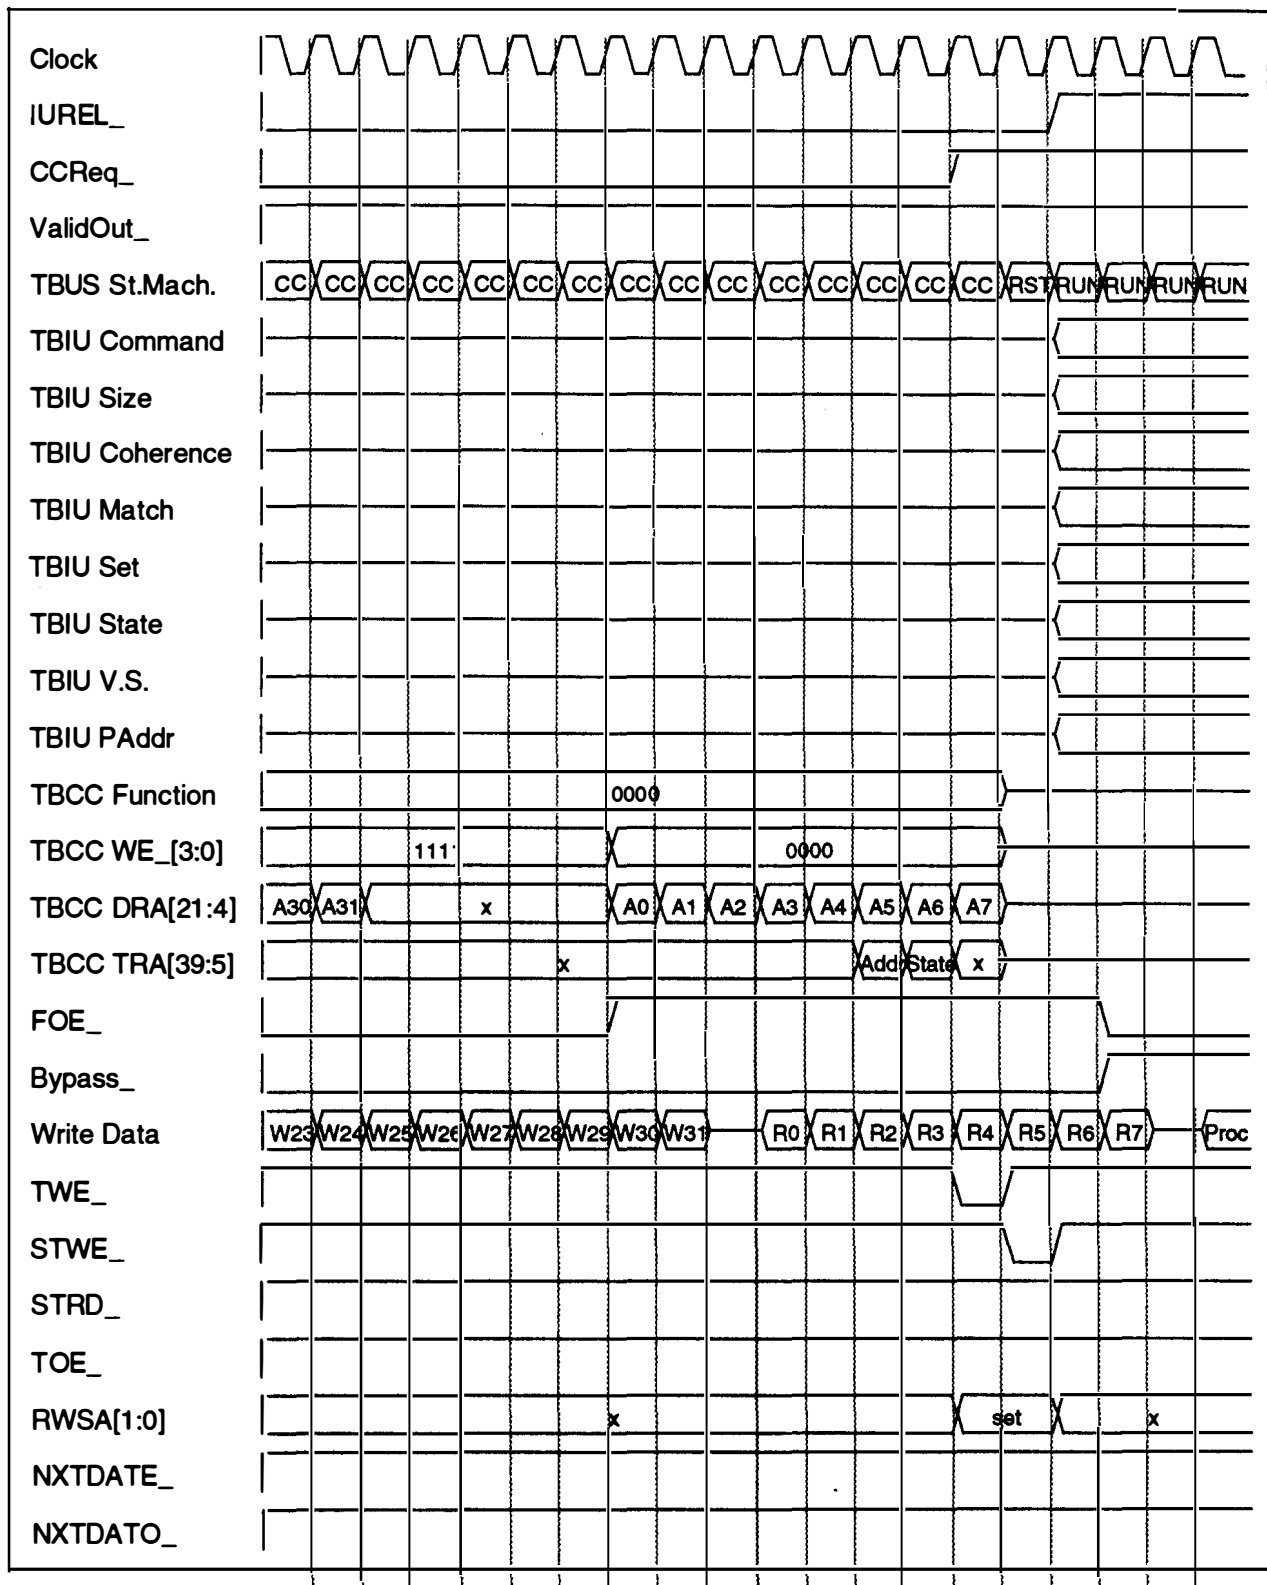 Clock
IUREL_
CCReq_
ValidOut_
TBUS St.Mach. CC CC CC CC CC CC CC CC CC CC CC CC CC CC CC RST RUN RUN RUN RUN
TBIU Command
TBIU Size
TBIU Coherence
TBIU Match
TBIU Set
TBIU State
TBIU V.S.
TBIU PAddr
TBCC Function 0000
TBCC WE_[3:0] 111 0000
TBCC DRA[21:4] A30 A31 x A0 A1 A2 A3 A4 A5 A6 A7
TBCC TRA[39:5] x Addr State x
FOE_
Bypass_
Write Data W23 W24 W25 W26 W27 W28 W29 W30 W31 R0 R1 R2 R3 R4 R5 R6 R7 Proc
TWE_
STWE_
STRD_
TOE_
RWSA[1:0] x set x
NXTDATE_
NXTDATO_